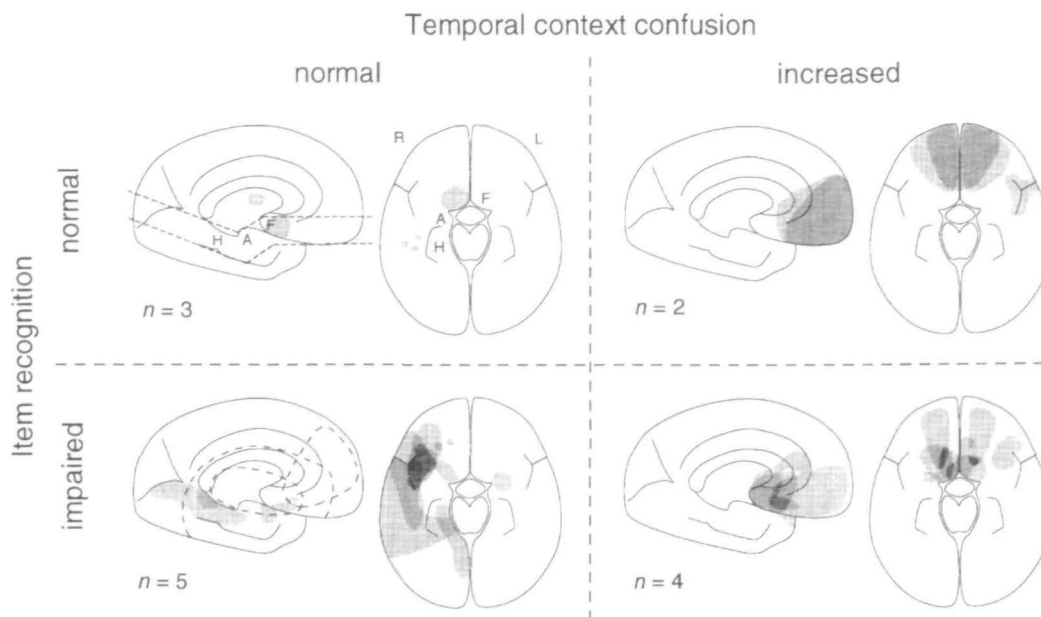 Temporal context confusion
normal
increased
Item recognition
normal
R
L
F
A
H
H
A
F
n = 3
n = 2
impaired
n = 5
n = 4